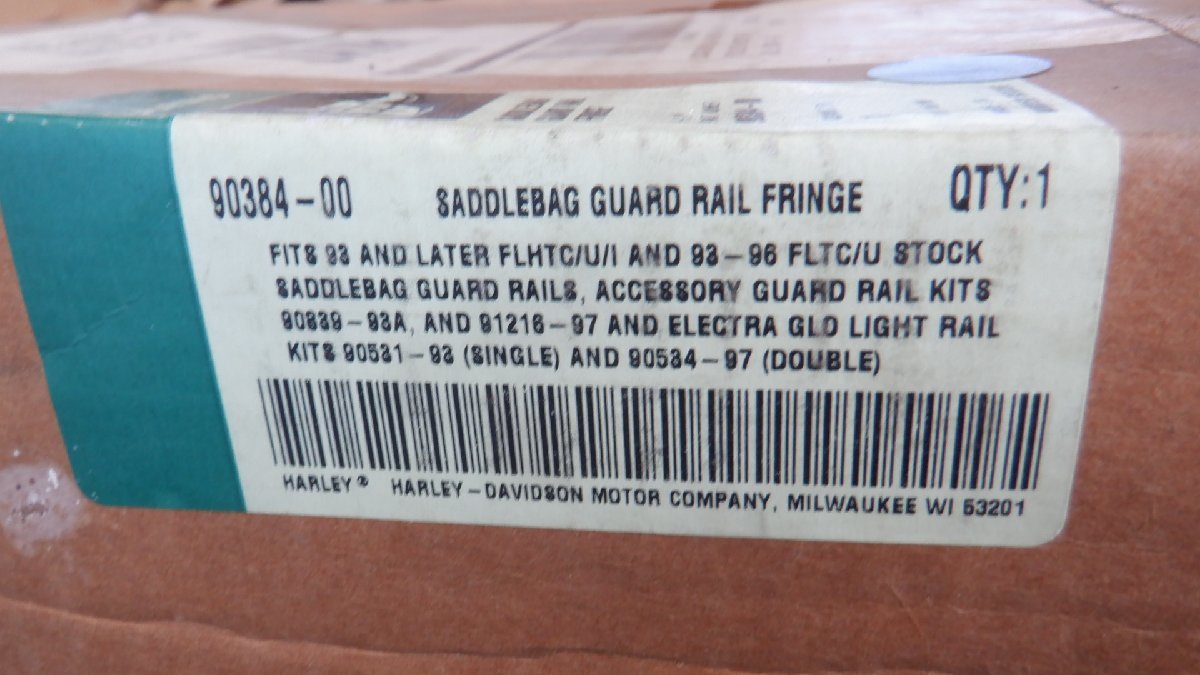 90384-00 SADDLEBAG GUARD RAIL FRINGE QTY:1
FITS 93 AND LATER FLHTC/U/I AND 93-96 FLTC/U STOCK
SADDLEBAG GUARD RAILS, ACCESSORY GUARD RAIL KITS
90839-93A, AND 91216-97 AND ELECTRA GLO LIGHT RAIL
KITS 90531-93 (SINGLE) AND 90534-97 (DOUBLE)
HARLEY® HARLEY-DAVIDSON MOTOR COMPANY, MILWAUKEE WI 53201